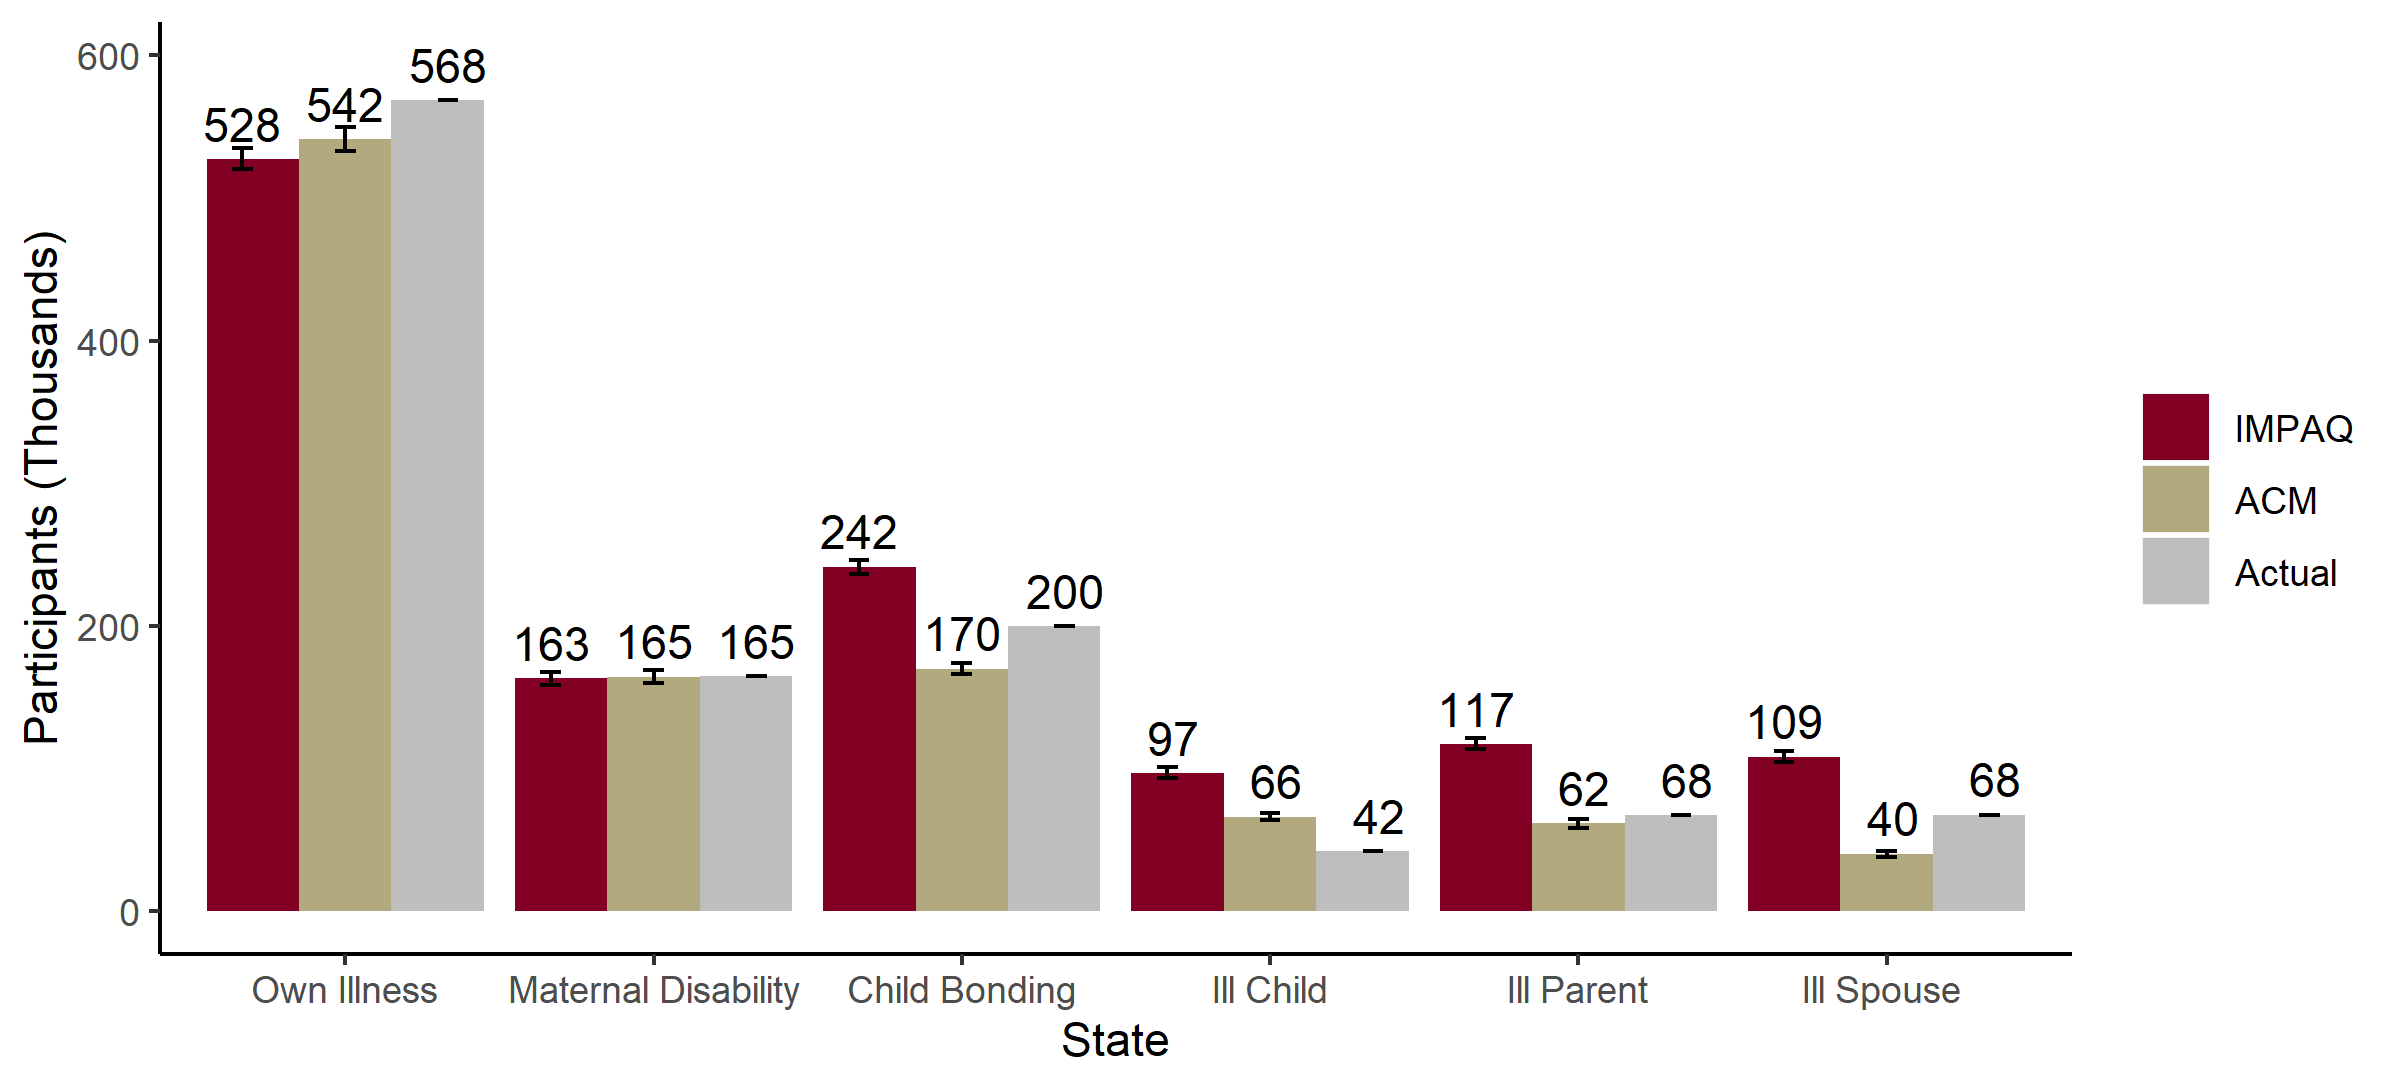 Participants (Thousands)
600
400
200
0
528
542
568
163
165
165
242
170
200
97
66
42
117
62
68
109
40
68
Own Illness
Maternal Disability
Child Bonding
Ill Child
Ill Parent
Ill Spouse
State
IMPAQ
ACM
Actual